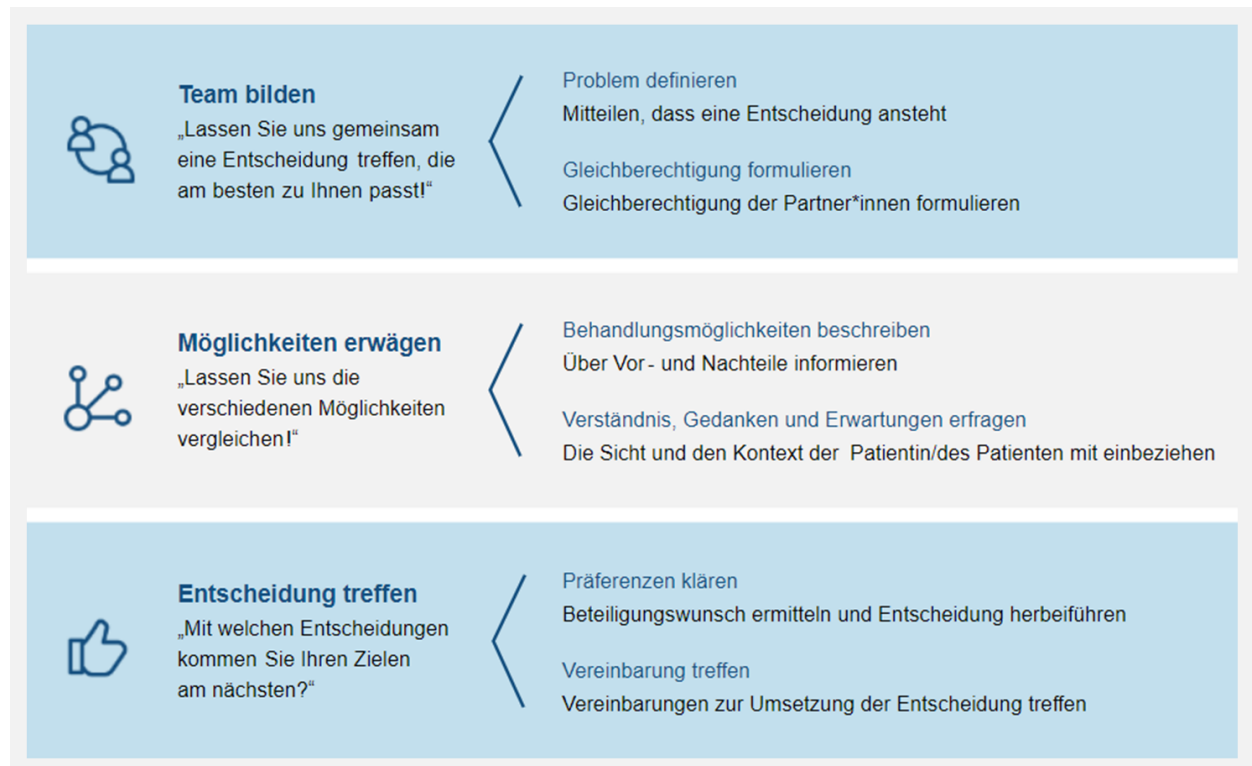 Team bilden
„Lassen Sie uns gemeinsam
eine Entscheidung treffen, die
am besten zu Ihnen passt!“
Problem definieren
Mitteilen, dass eine Entscheidung ansteht
Gleichberechtigung formulieren
Gleichberechtigung der Partner*innen formulieren
Möglichkeiten erwägen
„Lassen Sie uns die
verschiedenen Möglichkeiten
vergleichen!“
Behandlungsmöglichkeiten beschreiben
Über Vor- und Nachteile informieren
Verständnis, Gedanken und Erwartungen erfragen
Die Sicht und den Kontext der Patientin/des Patienten mit einbeziehen
Entscheidung treffen
„Mit welchen Entscheidungen
kommen Sie Ihren Zielen
am nächsten?“
Präferenzen klären
Beteiligungswunsch ermitteln und Entscheidung herbeiführen
Vereinbarung treffen
Vereinbarungen zur Umsetzung der Entscheidung treffen